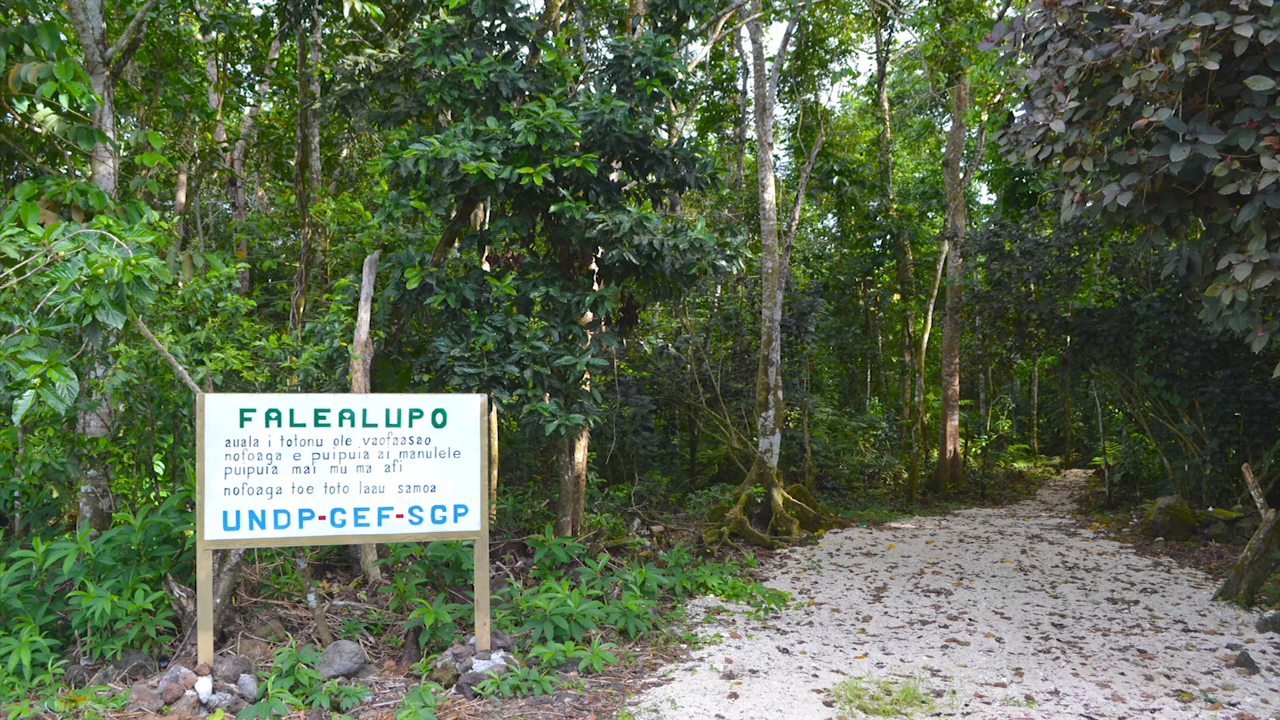 FALEALUPO
auala i totonu ole vaofaasao
nofoaga e puipuia ai manulele
puipuia mai mu ma afi
nofoaga toe toto laau samoa
UNDP-GEF-SGP